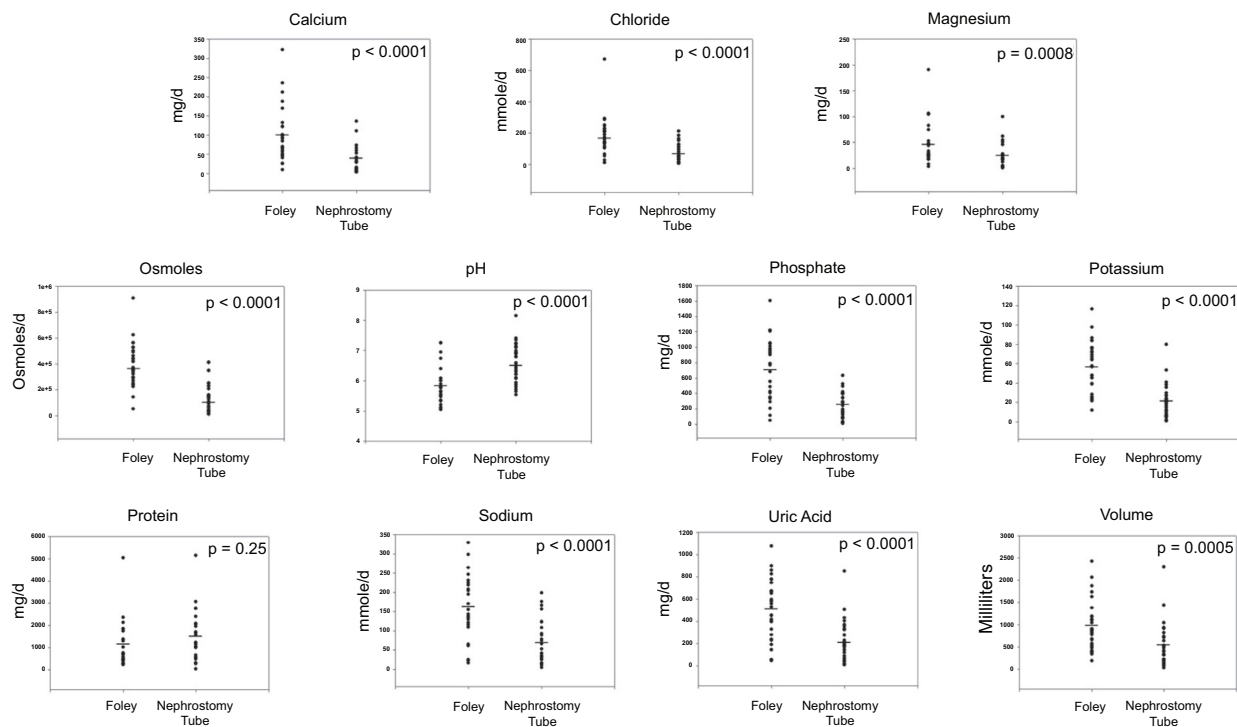 Calcium
mg/d
350
300
250
200
150
100
50
0
p < 0.0001
Foley
Nephrostomy
Tube
Chloride
mmole/d
800
600
400
200
0
p < 0.0001
Foley
Nephrostomy
Tube
Magnesium
mg/d
250
200
150
100
50
0
p = 0.0008
Foley
Nephrostomy
Tube
Osmoles
Osmoles/d
1e+6
8e+5
6e+5
4e+5
2e+5
0
p < 0.0001
Foley
Nephrostomy
Tube
pH
9
8
7
6
5
4
p < 0.0001
Foley
Nephrostomy
Tube
Phosphate
mg/d
1800
1600
1400
1200
1000
800
600
400
200
0
p < 0.0001
Foley
Nephrostomy
Tube
Potassium
mmole/d
140
120
100
80
60
40
20
0
p < 0.0001
Foley
Nephrostomy
Tube
Protein
mg/d
6000
5000
4000
3000
2000
1000
0
p = 0.25
Foley
Nephrostomy
Tube
Sodium
mmole/d
350
300
250
200
150
100
50
0
p < 0.0001
Foley
Nephrostomy
Tube
Uric Acid
mg/d
1200
1000
800
600
400
200
0
p < 0.0001
Foley
Nephrostomy
Tube
Volume
Milliliters
3000
2500
2000
1500
1000
500
0
p = 0.0005
Foley
Nephrostomy
Tube